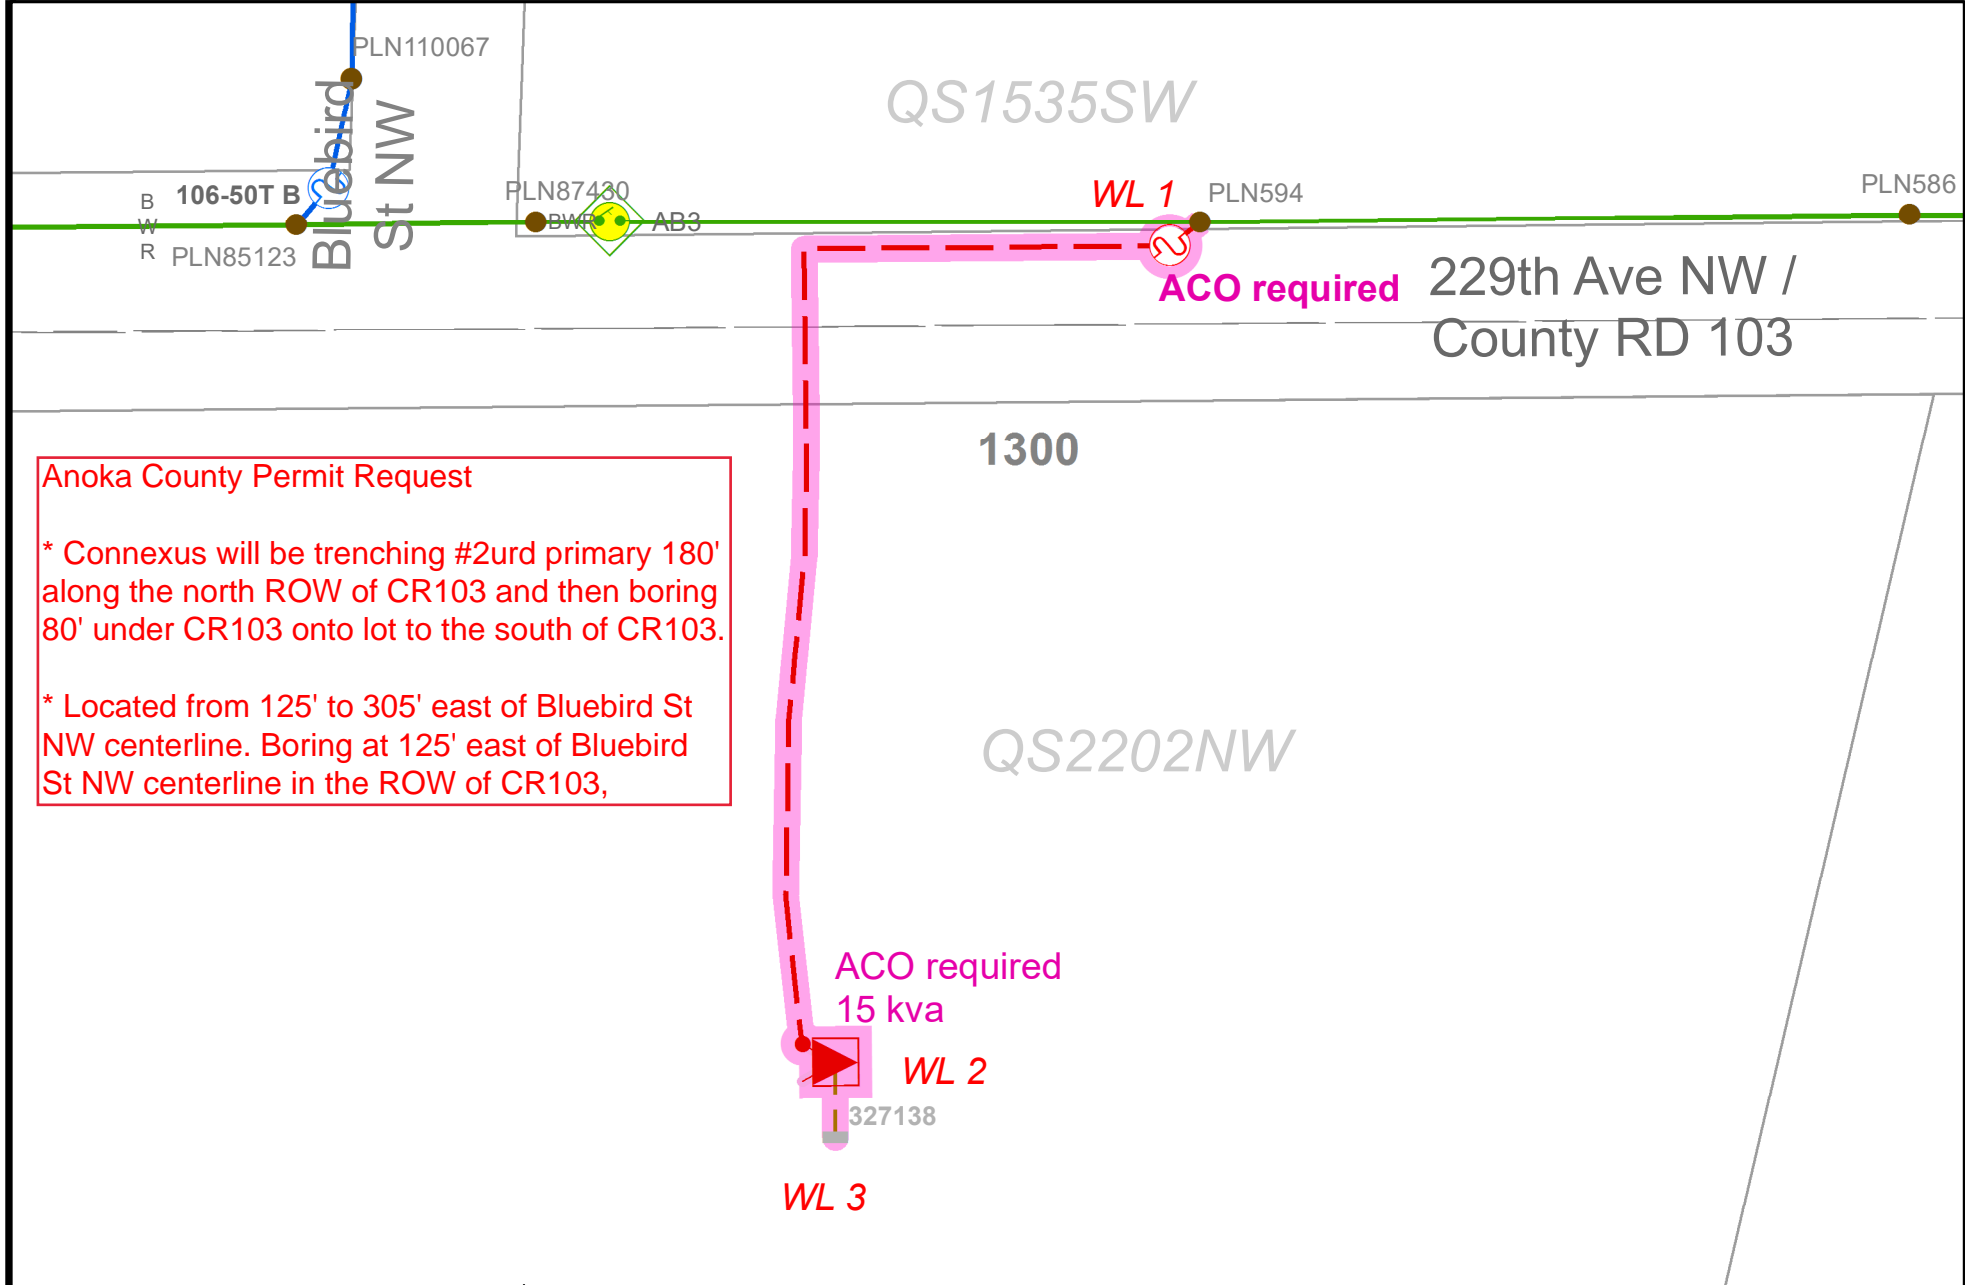 PLN110067
QS1535SW
Bluebird
St NW
B
W
R
106-50T B
PLN85123
PLN87430
BWR
AB3
WL 1
PLN594
PLN586
ACO required
229th Ave NW /
County RD 103
1300
Anoka County Permit Request
* Connexus will be trenching #2urd primary 180'
along the north ROW of CR103 and then boring
80' under CR103 onto lot to the south of CR103.
* Located from 125' to 305' east of Bluebird St
NW centerline. Boring at 125' east of Bluebird
St NW centerline in the ROW of CR103,
QS2202NW
ACO required
15 kva
WL 2
327138
WL 3